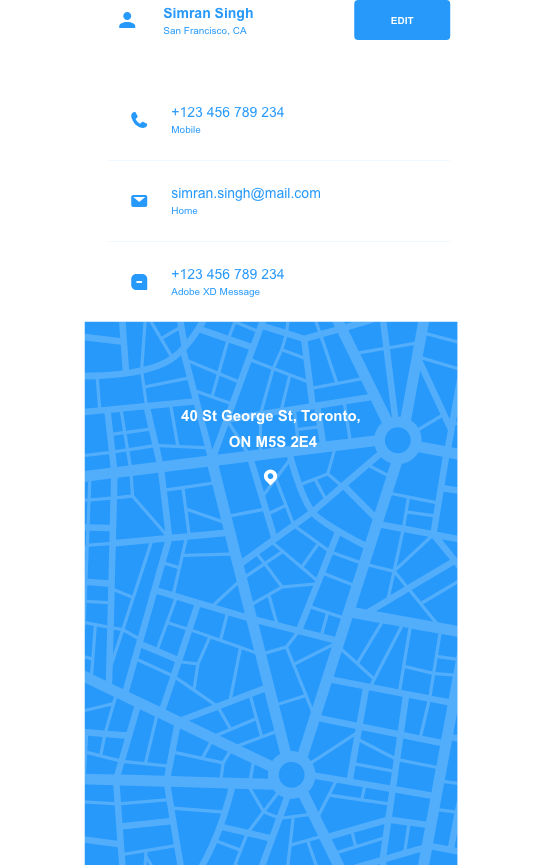 Simran Singh
San Francisco, CA
EDIT
+123 456 789 234
Mobile
simran.singh@mail.com
Home
+123 456 789 234
Adobe XD Message
40 St George St, Toronto,
ON M5S 2E4